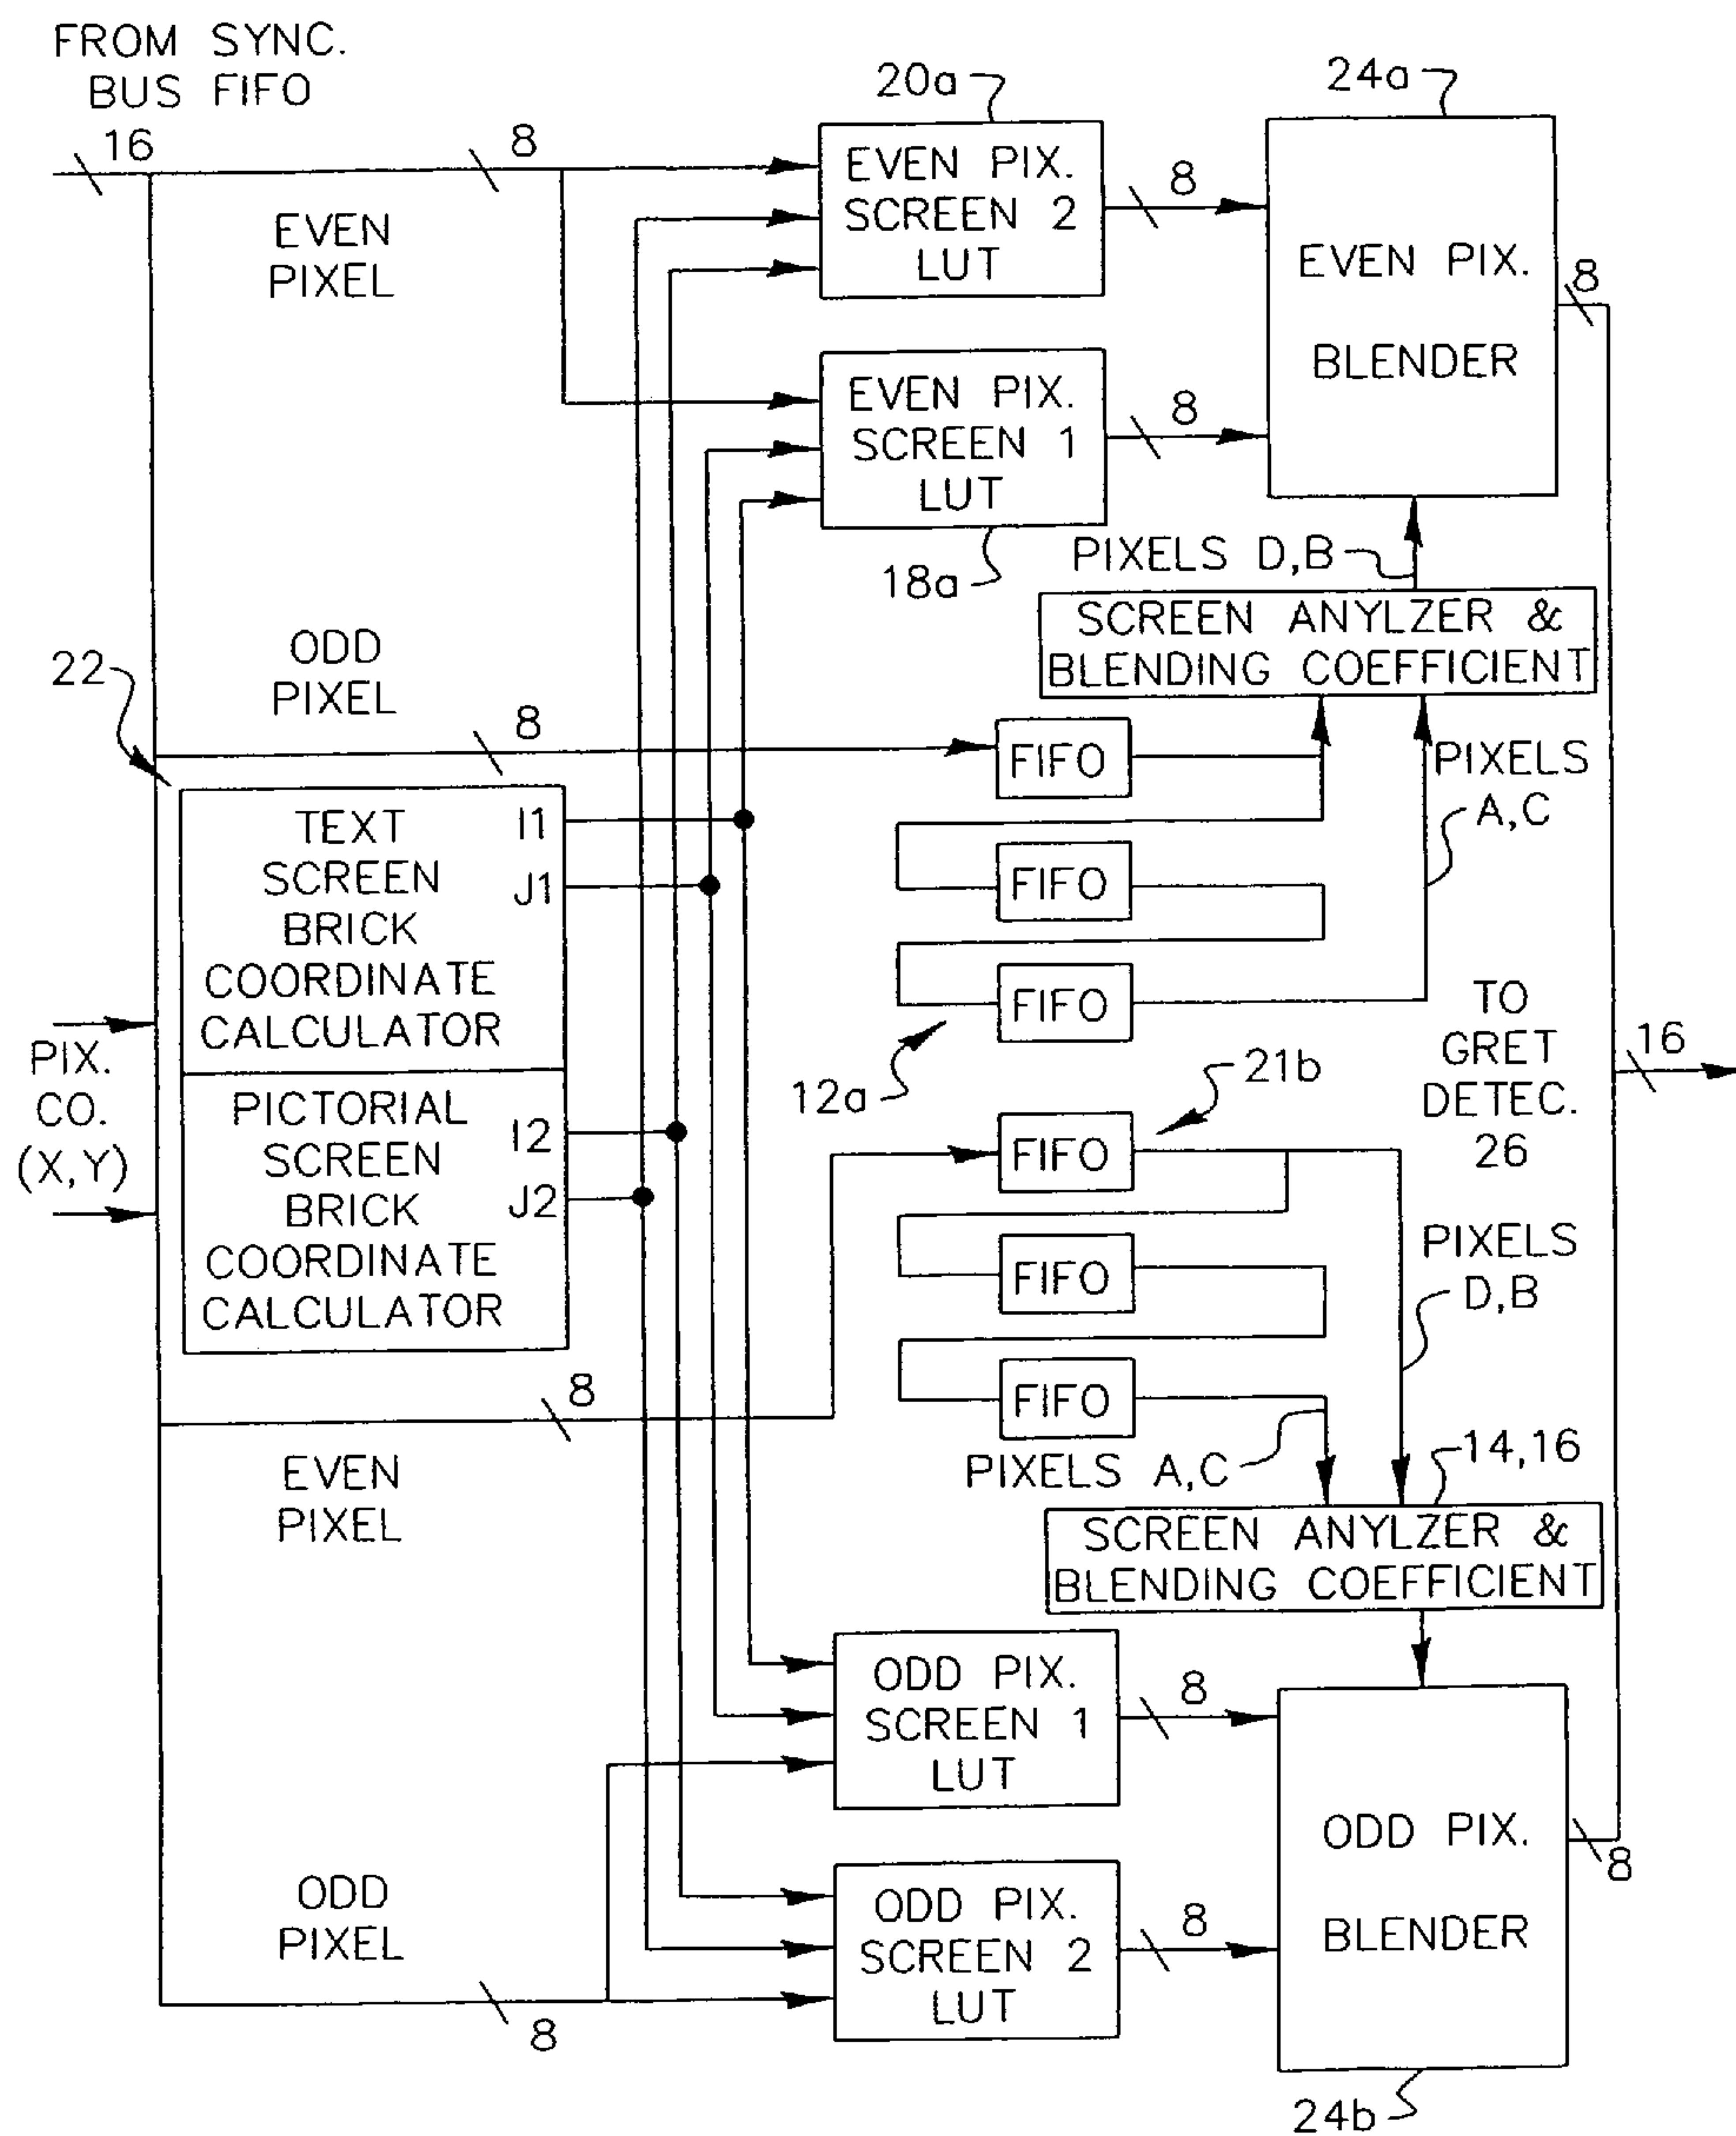 FROM SYNC.
BUS FIFO
16
8
EVEN
PIXEL
20a
EVEN PIX.
SCREEN 2
LUT
8
24a
EVEN PIX.
BLENDER
8
EVEN PIX.
SCREEN 1
LUT
8
18a
PIXELS D,B
SCREEN ANYLZER &
BLENDING COEFFICIENT
ODD
PIXEL
22
8
FIFO
PIXELS
A,C
FIFO
FIFO
12a
TEXT
SCREEN
BRICK
COORDINATE
CALCULATOR
I1
J1
PIX.
CO.
(X,Y)
PICTORIAL
SCREEN
BRICK
COORDINATE
CALCULATOR
I2
J2
TO
GRET
DETEC.
26
16
21b
FIFO
FIFO
FIFO
PIXELS
D,B
8
EVEN
PIXEL
PIXELS A,C
14,16
SCREEN ANYLZER &
BLENDING COEFFICIENT
ODD PIX.
SCREEN 1
LUT
8
ODD PIX.
BLENDER
8
ODD
PIXEL
8
ODD PIX.
SCREEN 2
LUT
8
24b